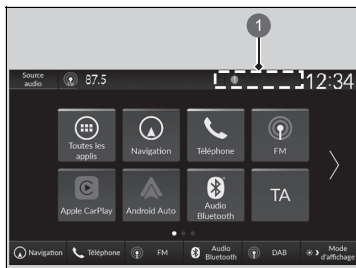 1
Source
audio
87.5
12:34
Toutes les
applis
Navigation
Téléphone
FM
Apple CarPlay
Android Auto
Audio
Bluetooth
TA
Navigation
Téléphone
FM
Audio
Bluetooth
DAB
Mode
d'affichage